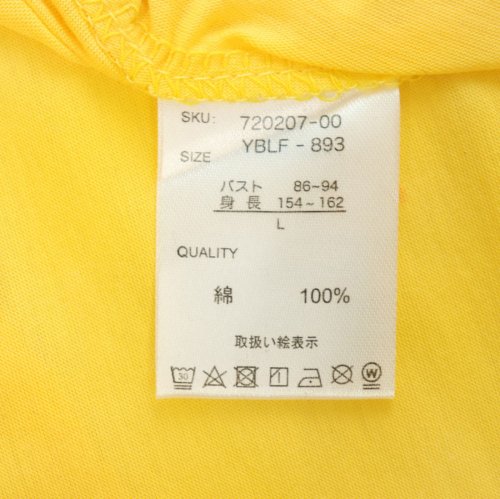 SKU: 720207-00
SIZE YBLF - 893
バスト 86~94
身長 154~162
L
QUALITY
綿 100%
取扱い絵表示
30 W